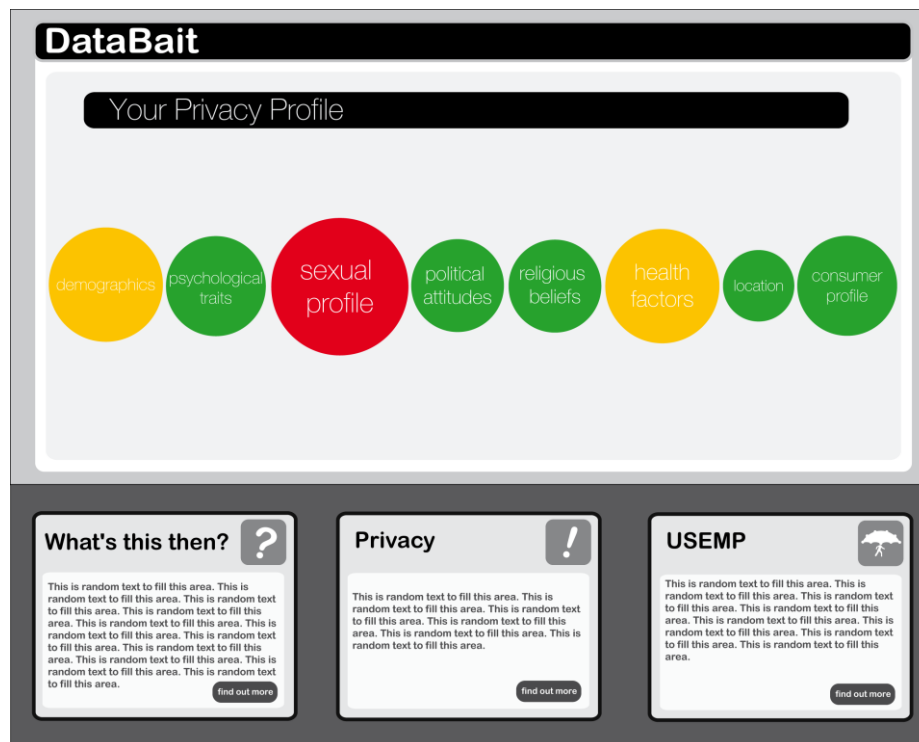 DataBait
Your Privacy Profile
demographics
psychological
traits
sexual
profile
political
attitudes
religious
beliefs
health
factors
location
consumer
profile
What's this then?
?
This is random text to fill this area. This is
random text to fill this area. This is random text
to fill this area. This is random text to fill this
area. This is random text to fill this area. This is
random text to fill this area. This is random text
to fill this area. This is random text to fill this
area. This is random text to fill this area. This is
random text to fill this area. This is random text
to fill this area.
find out more
Privacy
!
This is random text to fill this area. This is
random text to fill this area. This is random text
to fill this area. This is random text to fill this
area. This is random text to fill this area. This is
random text to fill this area.
find out more
USEMP
This is random text to fill this area. This is
random text to fill this area. This is random text
to fill this area. This is random text to fill this
area. This is random text to fill this area. This is
random text to fill this area. This is random text
to fill this area. This is random text to fill this
area.
find out more